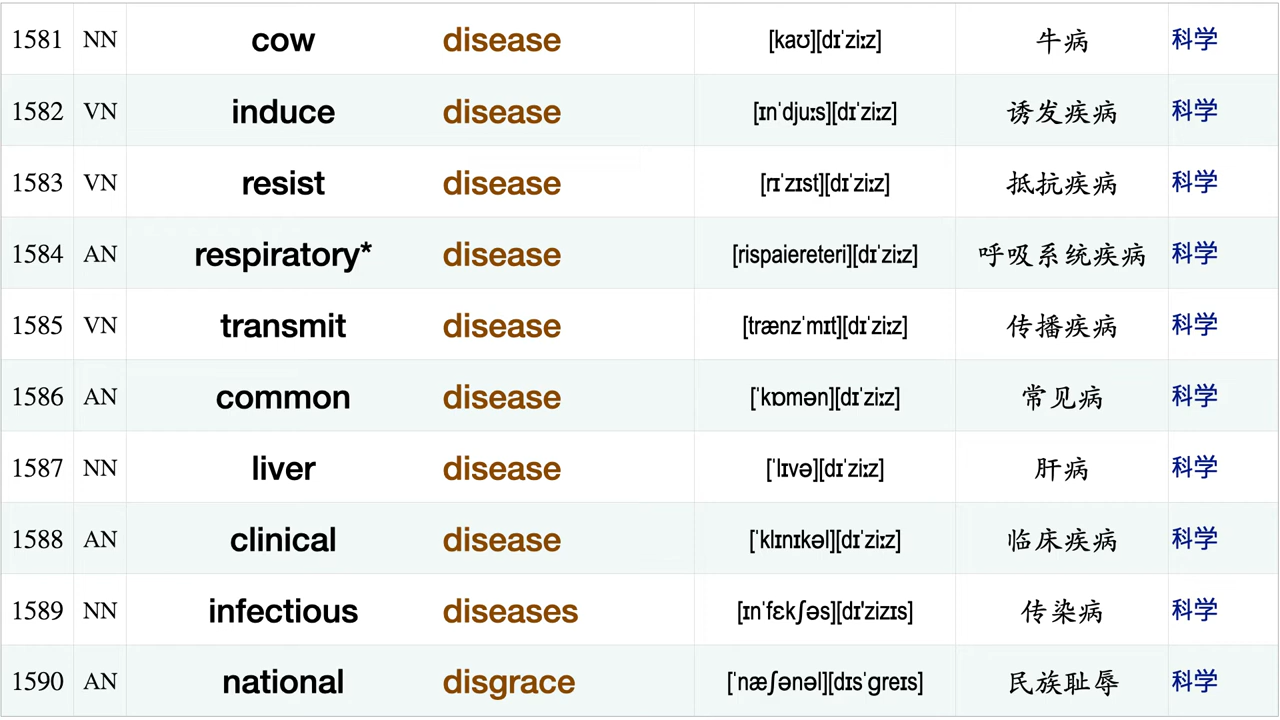 1581 NN cow disease [kaʊ][dɪˈziːz] 牛病 科学
1582 VN induce disease [ɪnˈdjuːs][dɪˈziːz] 诱发疾病 科学
1583 VN resist disease [rɪˈzɪst][dɪˈziːz] 抵抗疾病 科学
1584 AN respiratory* disease [rispaiereteri][dɪˈziːz] 呼吸系统疾病 科学
1585 VN transmit disease [trænzˈmɪt][dɪˈziːz] 传播疾病 科学
1586 AN common disease [ˈkɒmən][dɪˈziːz] 常见病 科学
1587 NN liver disease [ˈlɪvə][dɪˈziːz] 肝病 科学
1588 AN clinical disease [ˈklɪnɪkəl][dɪˈziːz] 临床疾病 科学
1589 NN infectious diseases [ɪnˈfɛkʃəs][dɪ'zizɪs] 传染病 科学
1590 AN national disgrace [ˈnæʃənəl][dɪsˈɡreɪs] 民族耻辱 科学